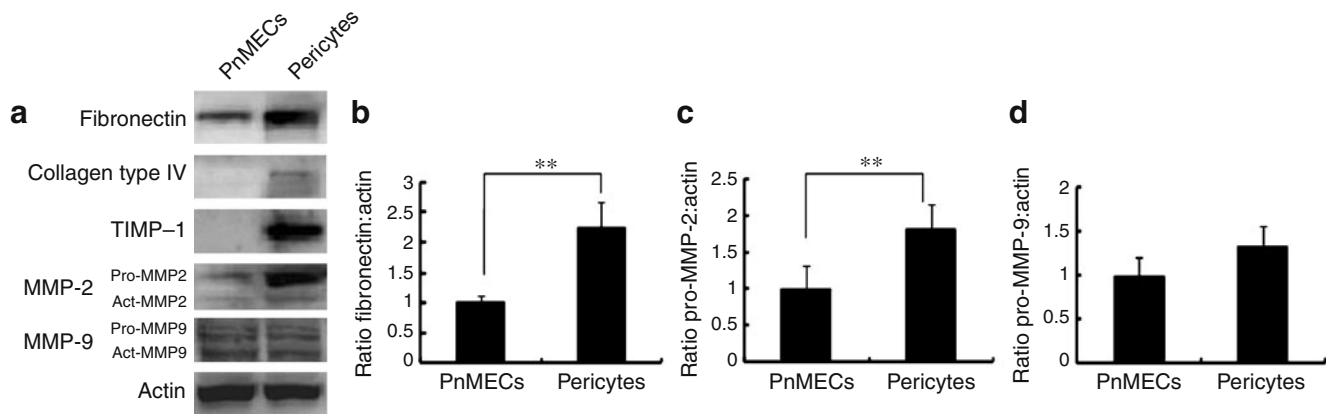 PnMECs
Pericytes
a
Fibronectin
Collagen type IV
TIMP–1
MMP-2
Pro-MMP2
Act-MMP2
MMP-9
Pro-MMP9
Act-MMP9
Actin
b
**
Ratio fibronectin:actin
3
2.5
2
1.5
1
0.5
0
PnMECs
Pericytes
c
**
Ratio pro-MMP-2:actin
2.5
2
1.5
1
0.5
0
PnMECs
Pericytes
d
Ratio pro-MMP-9:actin
2
1.5
1
0.5
0
PnMECs
Pericytes